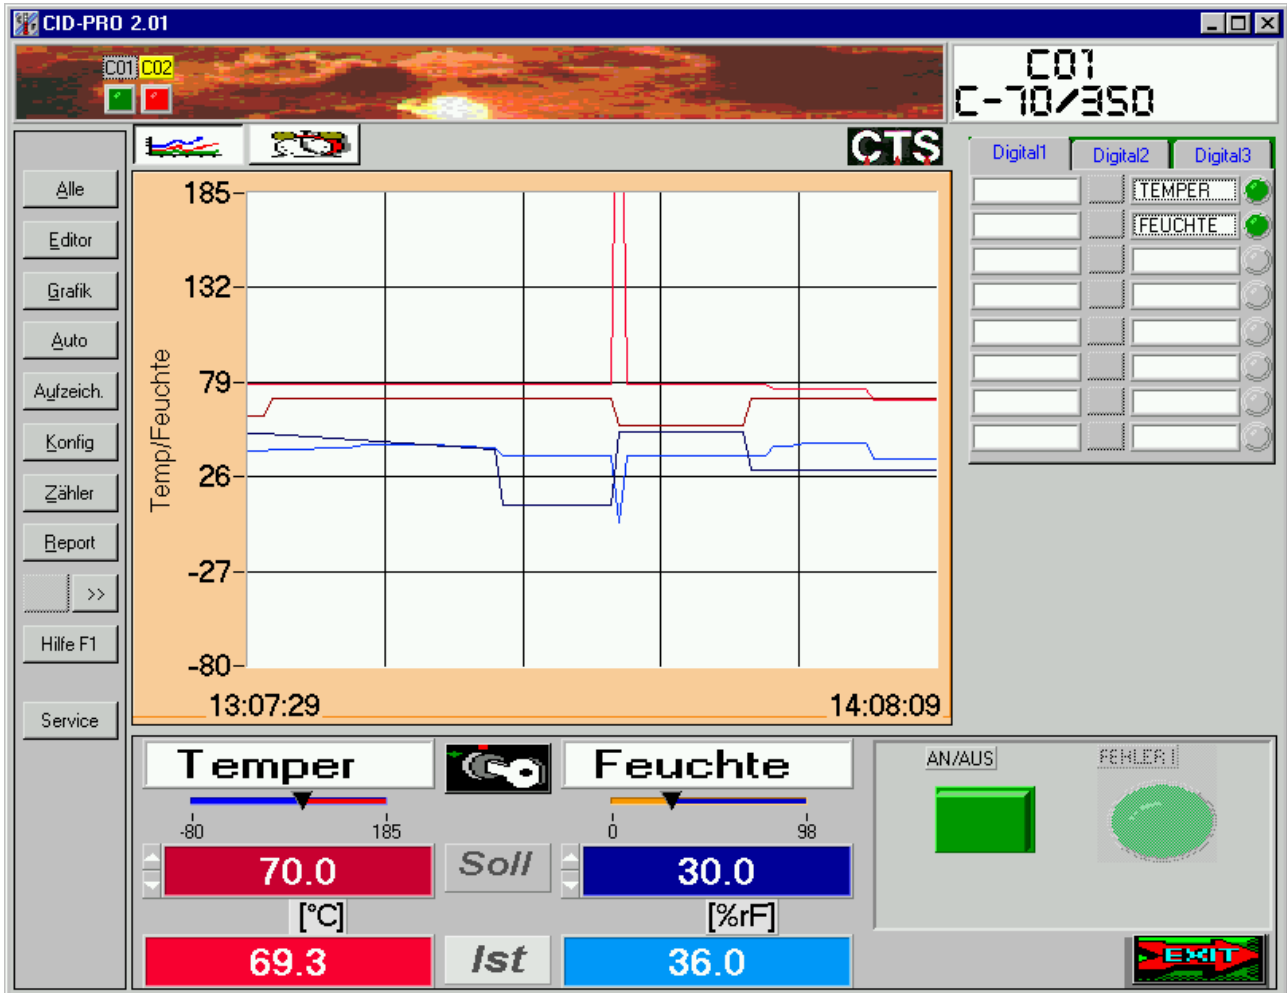 CID-PRO 2.01
C01 C02
C01
C-70/350
CTS
Digital1 Digital2 Digital3
TEMPER
FEUCHTE
Alle
Editor
Grafik
Auto
Aufzeich.
Konfig
Zähler
Report
>>
Hilfe F1
Service
Temp/Feuchte
185
132
79
26
-27
-80
13:07:29 14:08:09
Temper Feuchte
-80 185 0 98
70.0 Soll 30.0
[°C] [%rF]
69.3 Ist 36.0
AN/AUS FEHLER!
EXIT